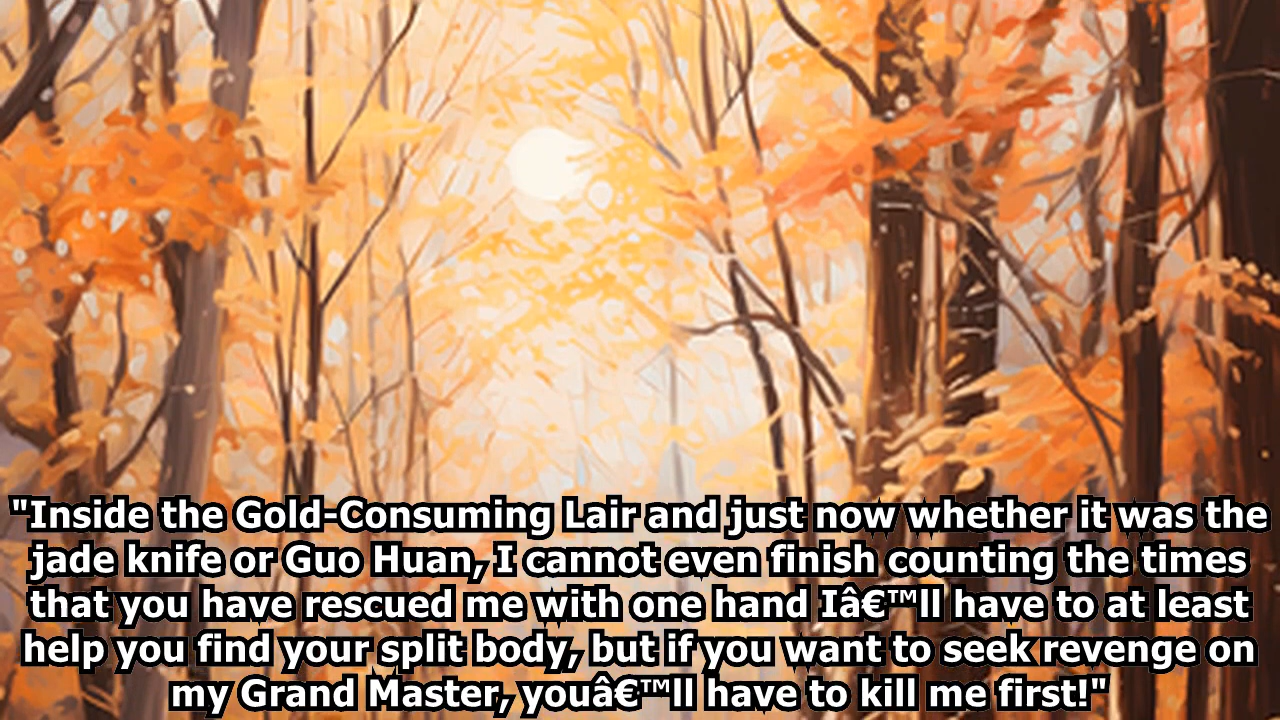 "Inside the Gold-Consuming Lair and just now whether it was the
jade knife or Guo Huan, I cannot even finish counting the times
that you have rescued me with one hand Iâ€™ll have to at least
help you find your split body, but if you want to seek revenge on
my Grand Master, youâ€™ll have to kill me first!"